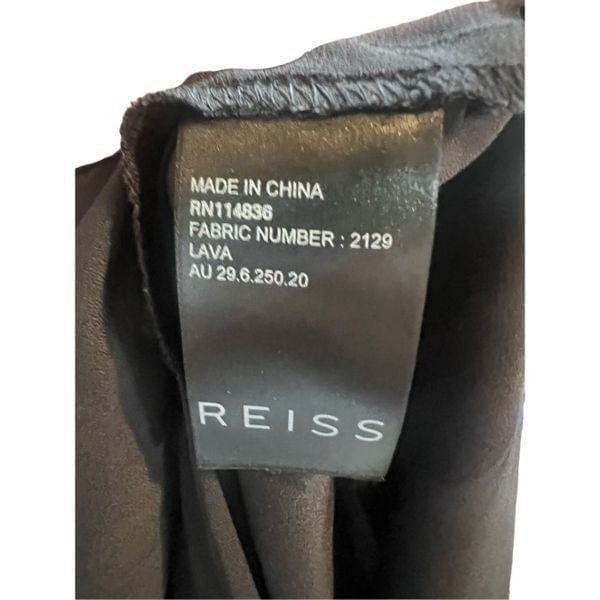 MADE IN CHINA
RN114836
FABRIC NUMBER : 2129
LAVA
AU 29.6.250.20
REISS